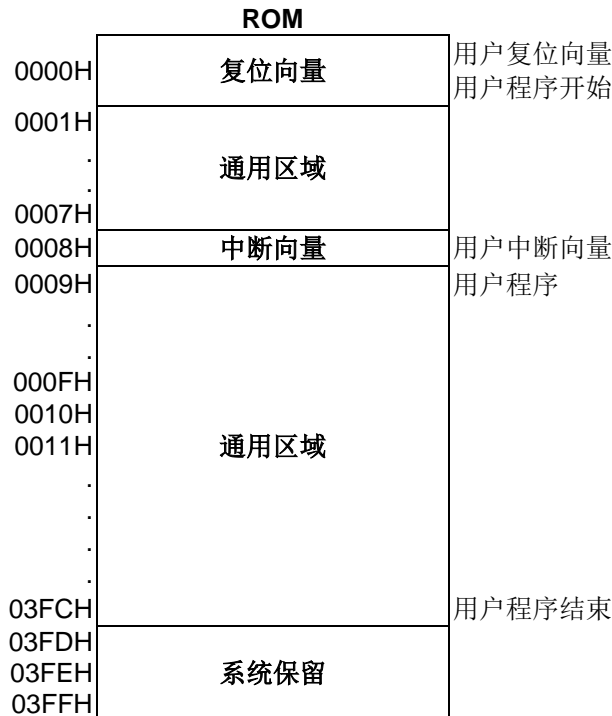 ROM
0000H 复位向量 用户复位向量
用户程序开始
0001H
.
通用区域
.
0007H
0008H 中断向量 用户中断向量
0009H 用户程序
.
.
000FH
0010H
0011H 通用区域
.
.
.
.
03FCH 用户程序结束
03FDH
03FEH 系统保留
03FFH